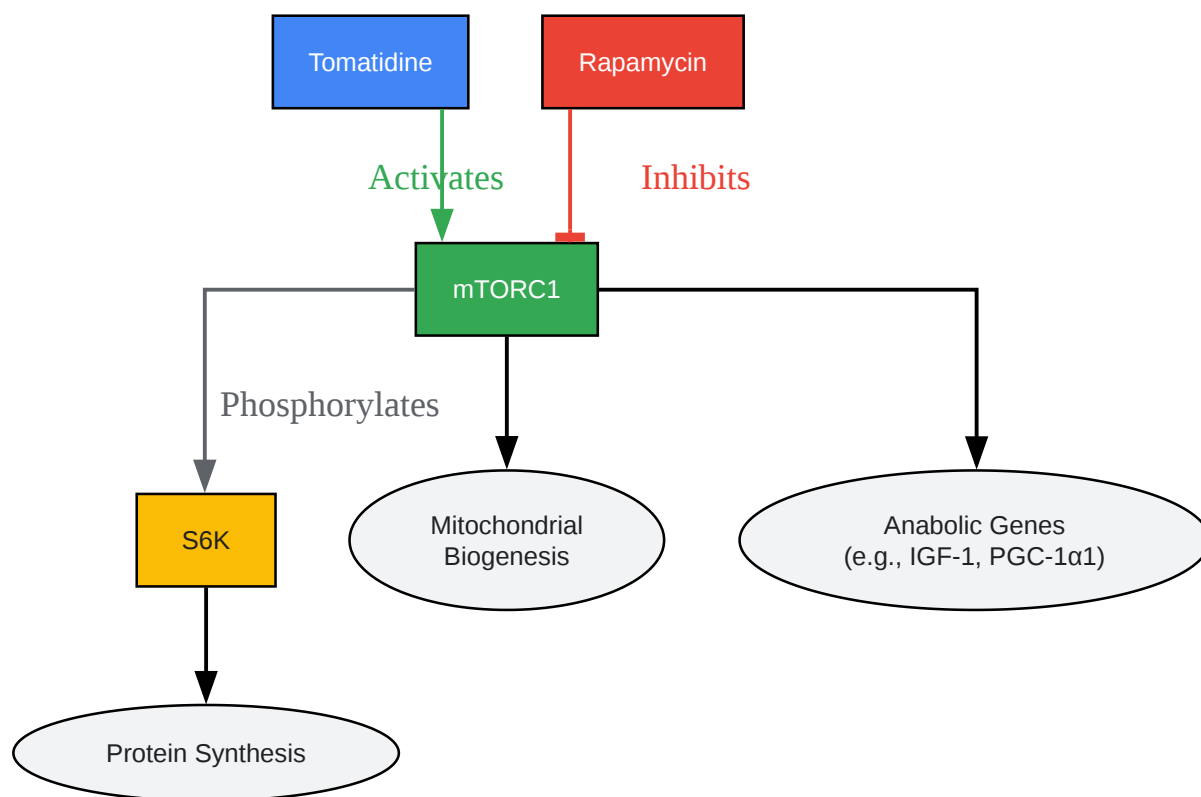 Tomatidine
Rapamycin
Activates
Inhibits
mTORC1
Phosphorylates
S6K
Mitochondrial
Biogenesis
Anabolic Genes
(e.g., IGF-1, PGC-1α1)
Protein Synthesis